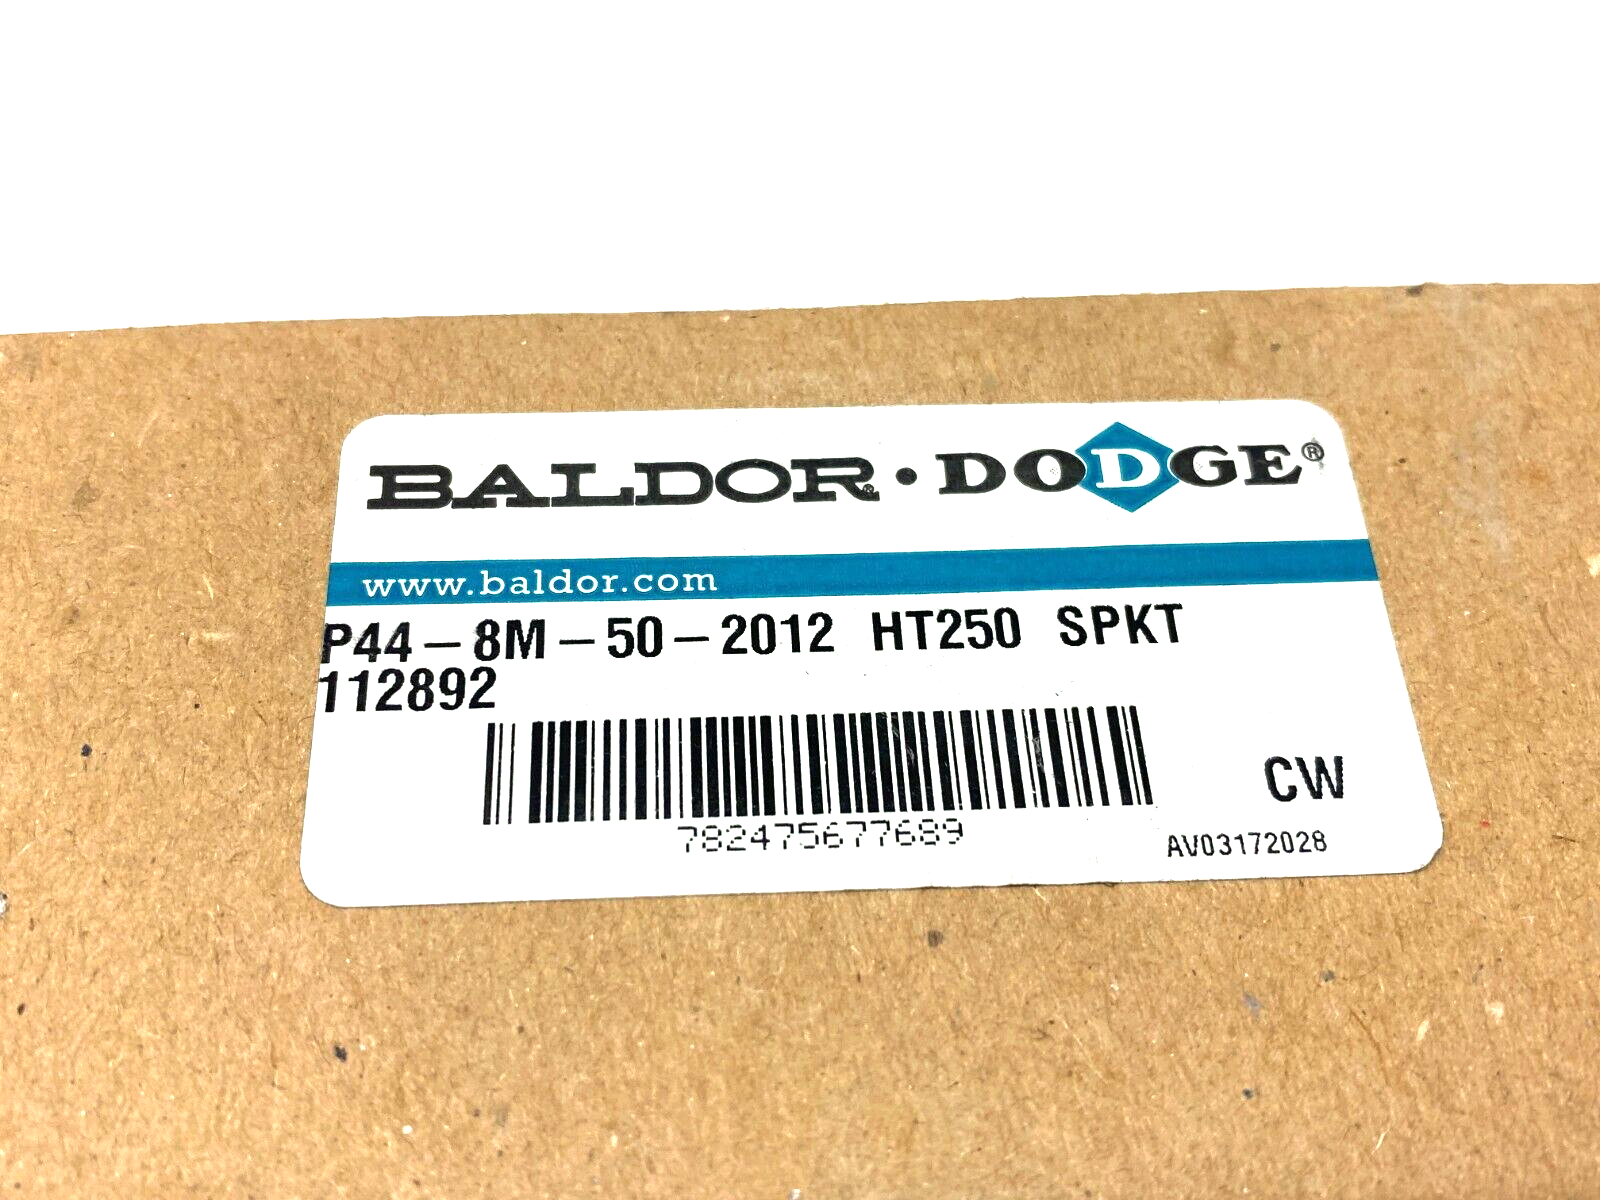 BALDOR® • DODGE®
www.baldor.com
P44-8M-50-2012 HT250 SPKT
112892
CW
782475677689
AV03172028